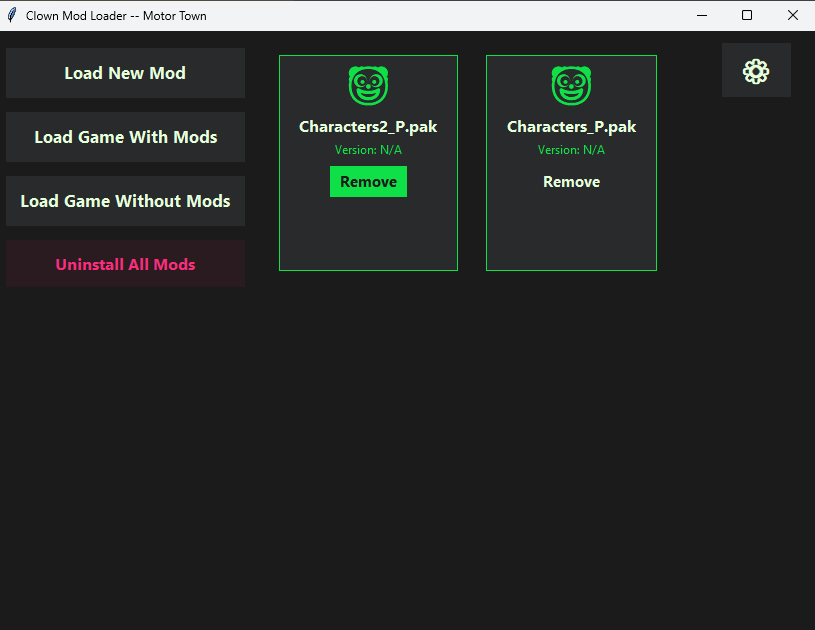 Clown Mod Loader -- Motor Town
Load New Mod
Load Game With Mods
Load Game Without Mods
Uninstall All Mods
Characters2_P.pak
Version: N/A
Remove
Characters_P.pak
Version: N/A
Remove